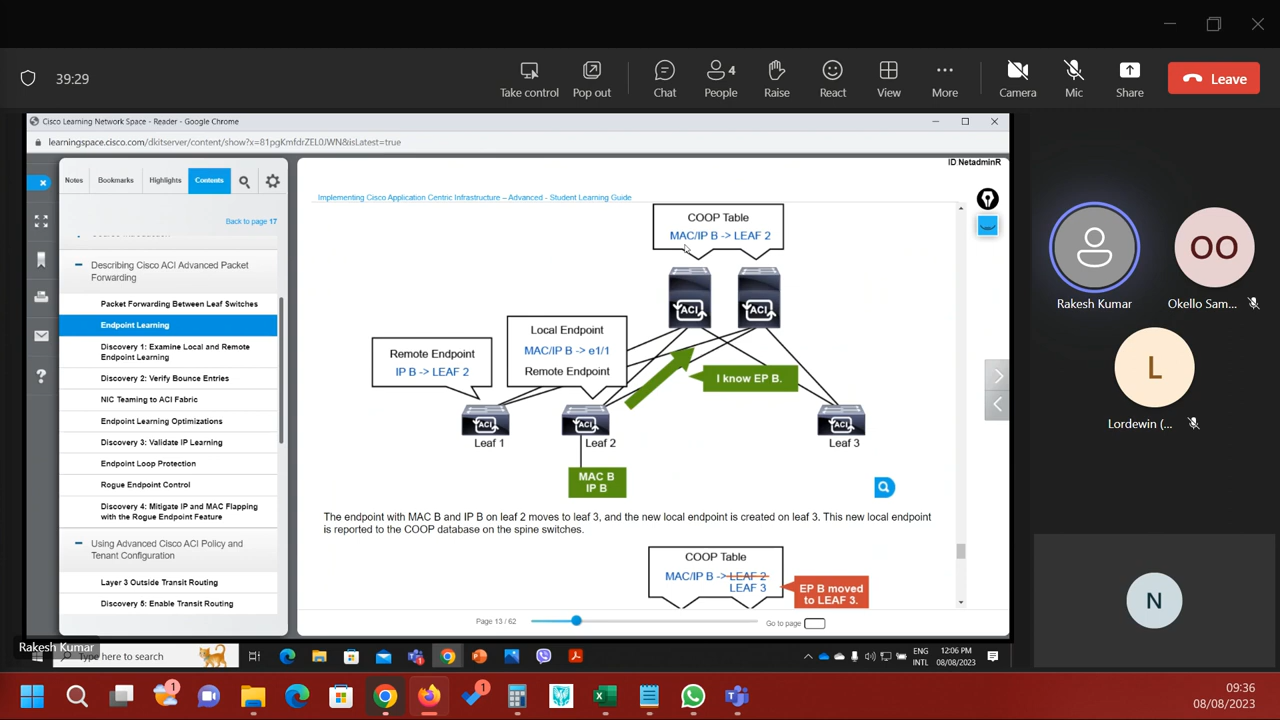 39:29
Take control
Pop out
Chat
4
People
Raise
React
View
More
Camera
Mic
Share
Leave
Cisco Learning Network Space - Reader - Google Chrome
learningspace.cisco.com/dkitserver/content/show?x=81pgKmfdrZEL0JWN&isLatest=true
ID NetadminR
Notes
Bookmarks
Highlights
Contents
Back to page 17
Describing Cisco ACI Advanced Packet
Forwarding
Packet Forwarding Between Leaf Switches
Endpoint Learning
Discovery 1: Examine Local and Remote
Endpoint Learning
Discovery 2: Verify Bounce Entries
NIC Teaming to ACI Fabric
Endpoint Learning Optimizations
Discovery 3: Validate IP Learning
Endpoint Loop Protection
Rogue Endpoint Control
Discovery 4: Mitigate IP and MAC Flapping
with the Rogue Endpoint Feature
Using Advanced Cisco ACI Policy and
Tenant Configuration
Layer 3 Outside Transit Routing
Discovery 5: Enable Transit Routing
Implementing Cisco Application Centric Infrastructure – Advanced - Student Learning Guide
COOP Table
MAC/IP B -> LEAF 2
ACI
ACI
Local Endpoint
MAC/IP B -> e1/1
Remote Endpoint
Remote Endpoint
IP B -> LEAF 2
I know EP B.
ACI
ACI
ACI
Leaf 1
Leaf 2
Leaf 3
MAC B
IP B
The endpoint with MAC B and IP B on leaf 2 moves to leaf 3, and the new local endpoint is created on leaf 3. This new local endpoint
is reported to the COOP database on the spine switches.
COOP Table
MAC/IP B -> LEAF 2
LEAF 3
EP B moved
to LEAF 3.
Page 13 / 62
Go to page
Rakesh Kumar
OO
Okello Sam...
L
Lordewin (...
N
Rakesh Kumar
Type here to search
ENG
INTL
12:06 PM
08/08/2023
1
1
09:36
08/08/2023